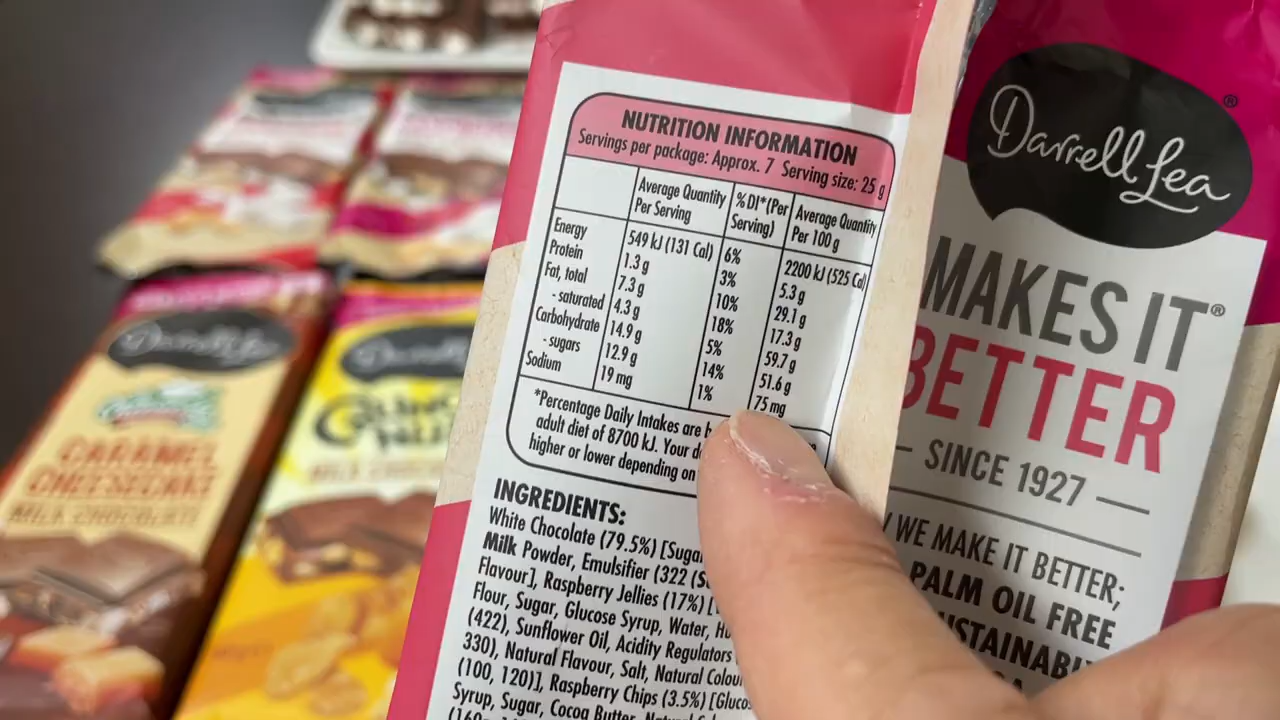 NUTRITION INFORMATION
Servings per package: Approx. 7 Serving size: 25 g
Average Quantity Per Serving
%DI*(Per Serving)
Average Quantity Per 100 g
Energy 549 kJ (131 Cal) 6% 2200 kJ (525 Cal)
Protein 1.3 g 3% 5.3 g
Fat, total 7.3 g 10% 29.1 g
- saturated 4.3 g 18% 17.3 g
Carbohydrate 14.9 g 5% 59.7 g
- sugars 12.9 g 14% 51.6 g
Sodium 19 mg 1% 75 mg
*Percentage Daily Intakes are
adult diet of 8700 kJ. Your
higher or lower depending on
INGREDIENTS:
White Chocolate (79.5%) [Sugar
Milk Powder, Emulsifier (322
Flavour], Raspberry Jellies (17%) [
Flour, Sugar, Glucose Syrup, Water,
(422), Sunflower Oil, Acidity Regulators
330), Natural Flavour, Salt, Natural
(100, 120)], Raspberry Chips (3.5%)
Syrup, Sugar, Cocoa Butter,
Darrell Lea ®
MAKES IT®
BETTER
SINCE 1927
WE MAKE IT BETTER;
PALM OIL FREE
Darrell Lea
CARAMEL
CHEESECAKE
MILK CHOCOLATE